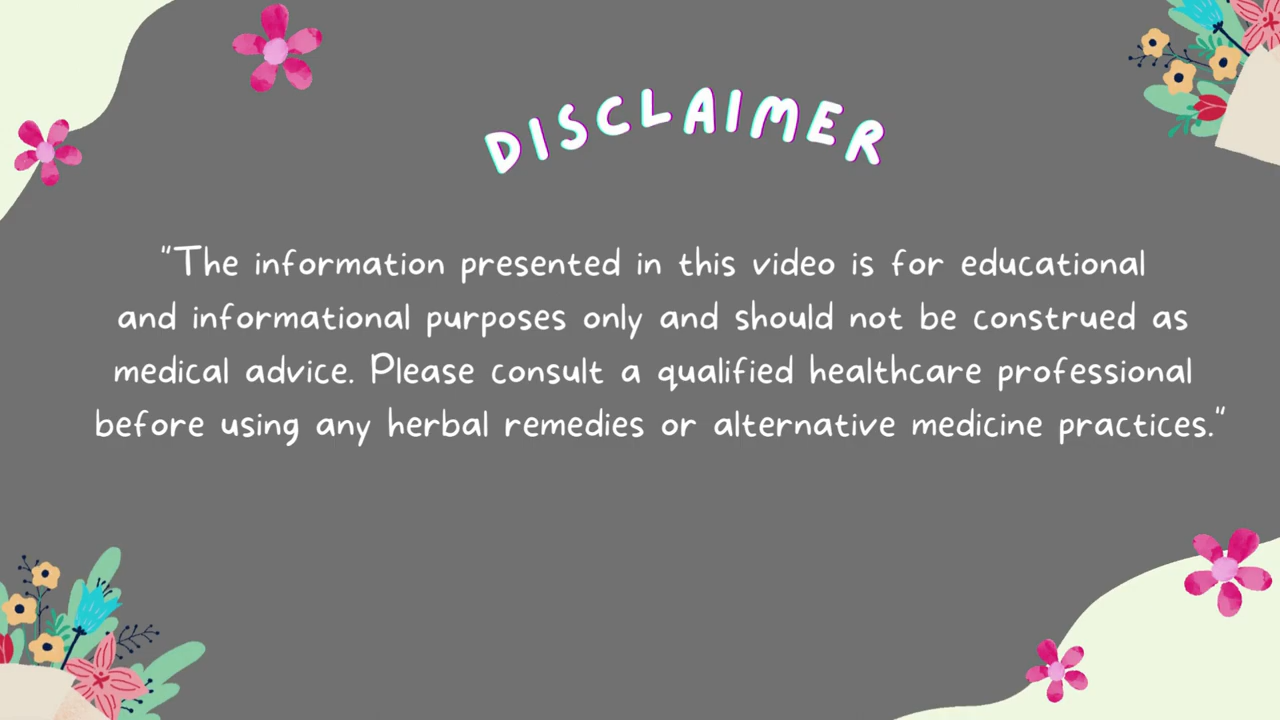 DISCLAIMER
"The information presented in this video is for educational
and informational purposes only and should not be construed as
medical advice. Please consult a qualified healthcare professional
before using any herbal remedies or alternative medicine practices."